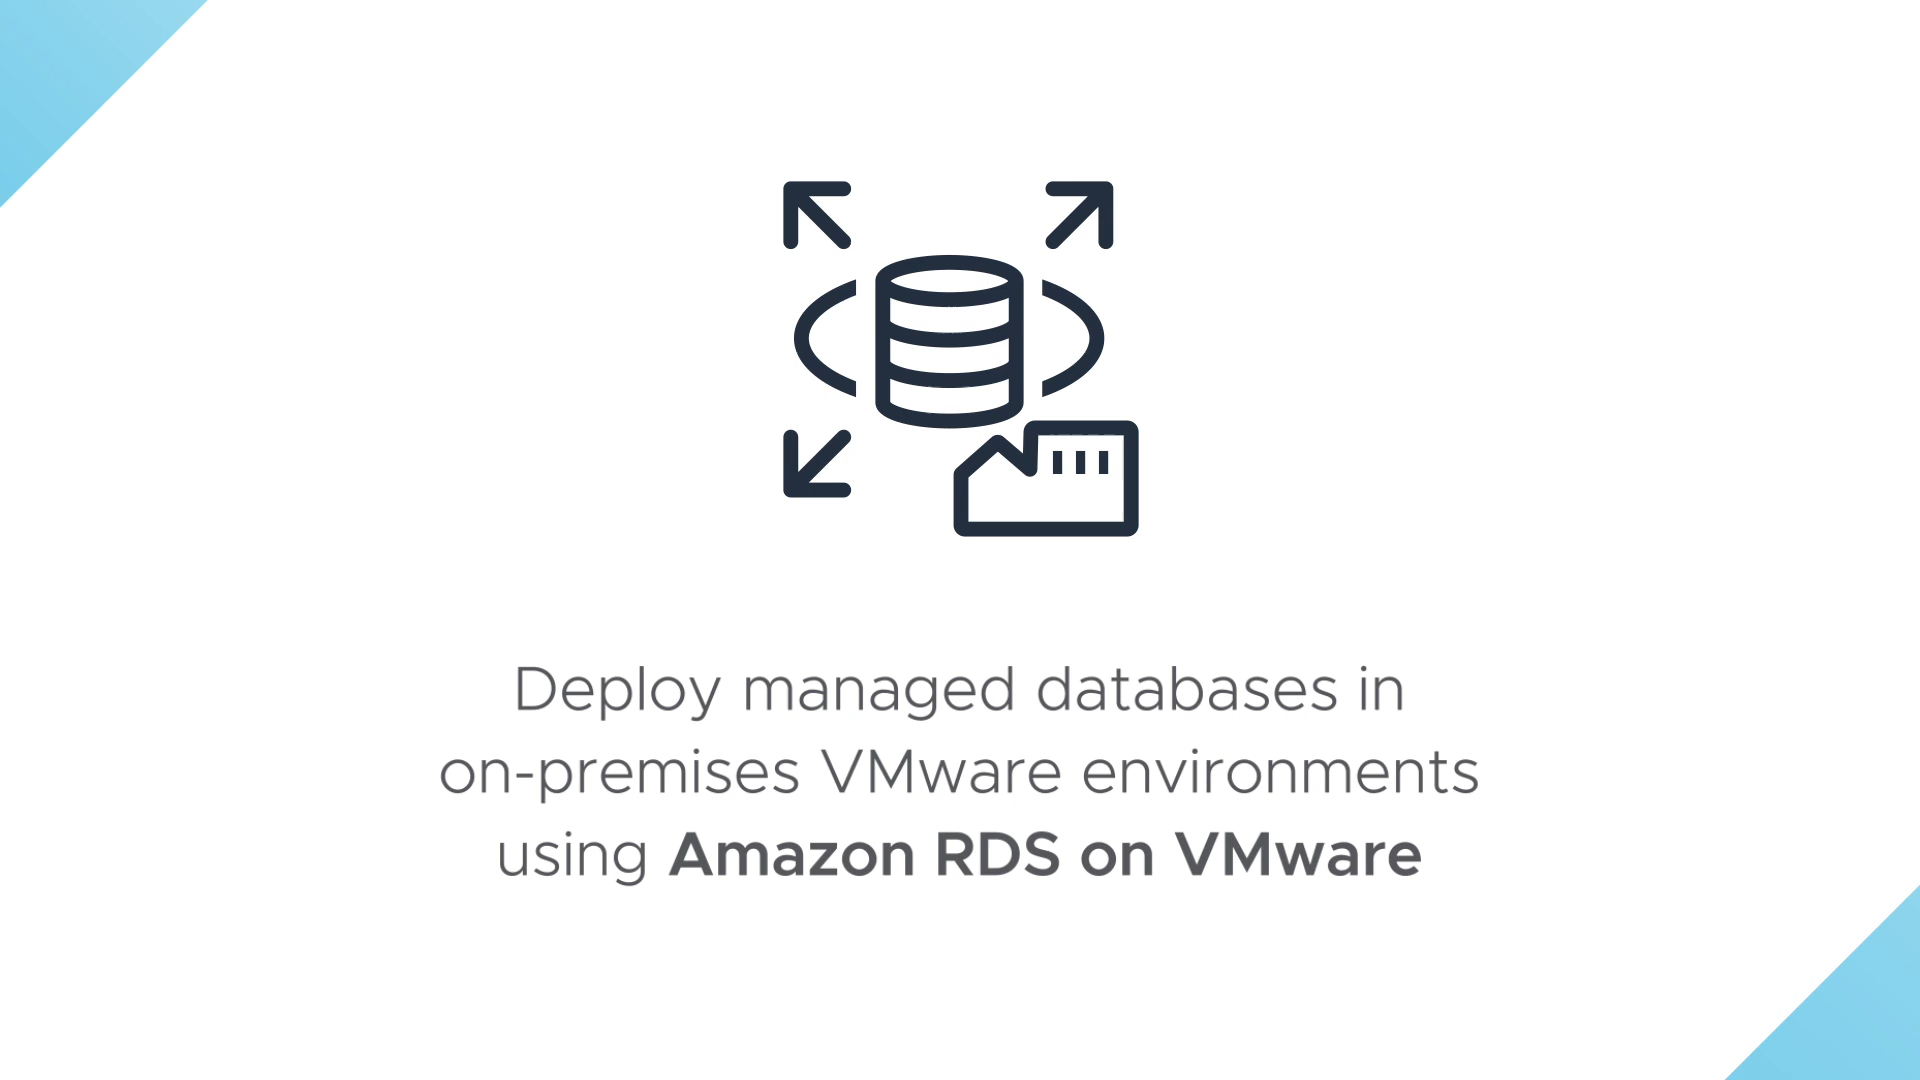 Deploy managed databases in
on-premises VMware environments
using Amazon RDS on VMware